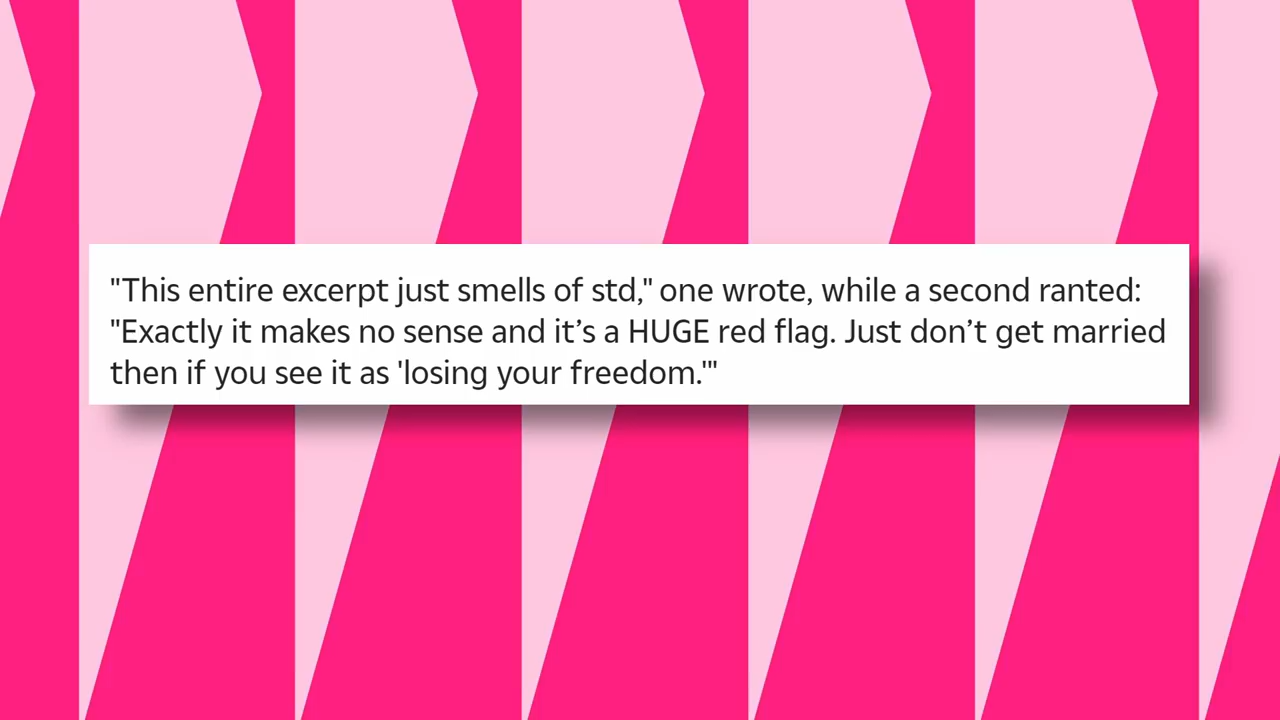 "This entire excerpt just smells of std," one wrote, while a second ranted:
"Exactly it makes no sense and it’s a HUGE red flag. Just don’t get married
then if you see it as 'losing your freedom.'"